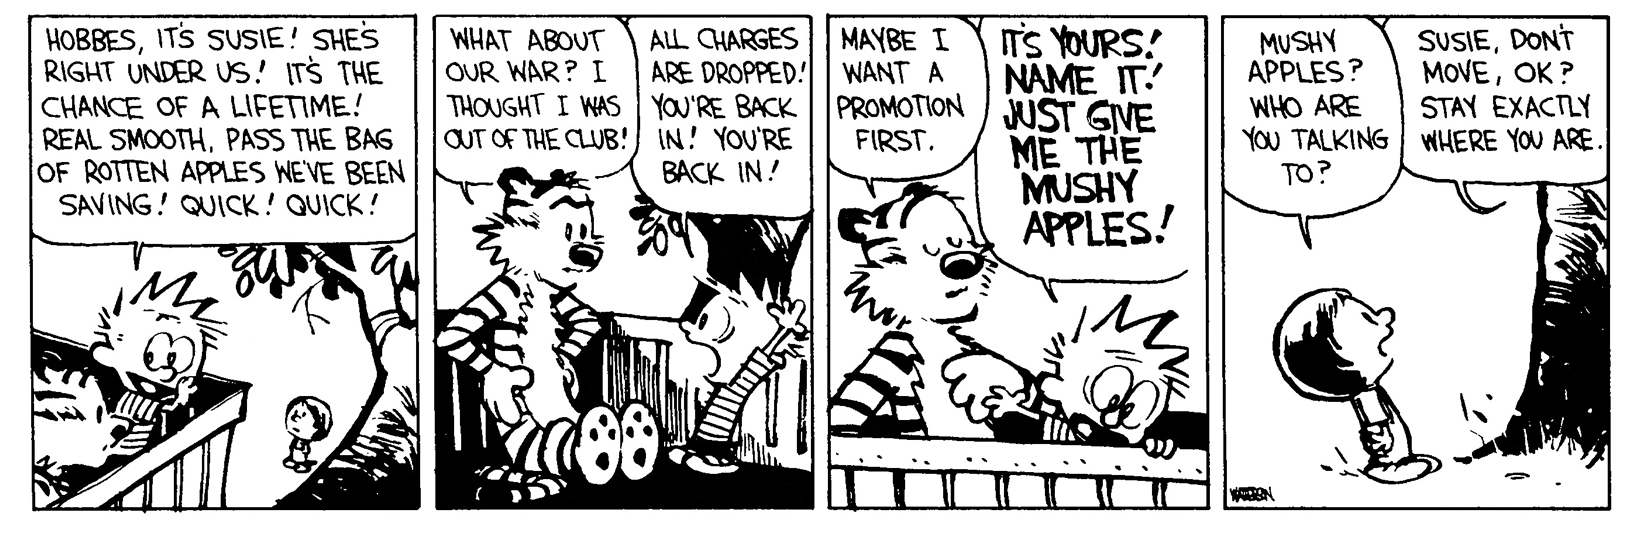 HOBBES, IT'S SUSIE! SHE'S
RIGHT UNDER US! IT'S THE
CHANCE OF A LIFETIME!
REAL SMOOTH, PASS THE BAG
OF ROTTEN APPLES WE'VE BEEN
SAVING! QUICK! QUICK!
WHAT ABOUT
OUR WAR? I
THOUGHT I WAS
OUT OF THE CLUB!
ALL CHARGES
ARE DROPPED!
YOU'RE BACK
IN! YOU'RE
BACK IN!
MAYBE I
WANT A
PROMOTION
FIRST.
IT'S YOURS!
NAME IT!
JUST GIVE
ME THE
MUSHY
APPLES!
MUSHY
APPLES?
WHO ARE
YOU TALKING
TO?
SUSIE, DON'T
MOVE, OK?
STAY EXACTLY
WHERE YOU ARE.
WATTERSON